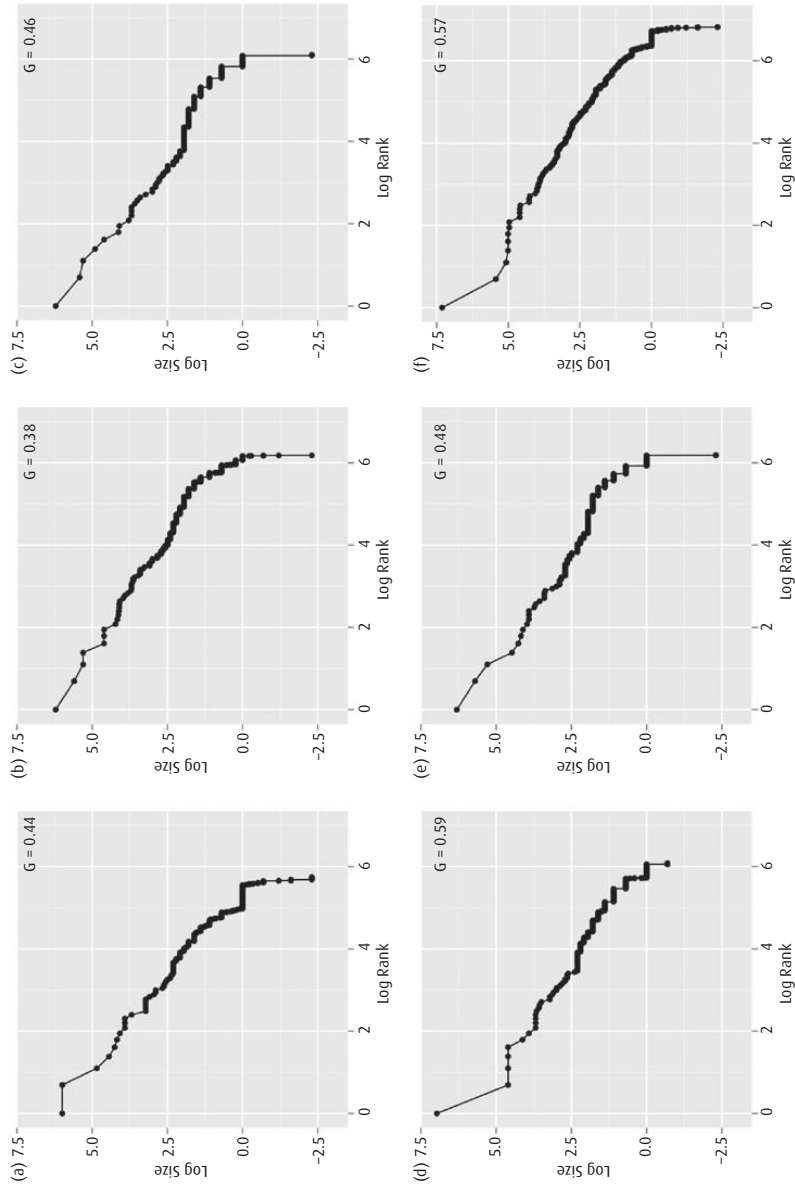 (a)
G = 0.44
7.5
5.0
2.5
0.0
−2.5
Log Size
0
2
4
6
Log Rank
(b)
G = 0.38
7.5
5.0
2.5
0.0
−2.5
Log Size
0
2
4
6
Log Rank
(c)
G = 0.46
7.5
5.0
2.5
0.0
−2.5
Log Size
0
2
4
6
Log Rank
(d)
G = 0.59
7.5
5.0
2.5
0.0
−2.5
Log Size
0
2
4
6
Log Rank
(e)
G = 0.48
7.5
5.0
2.5
0.0
−2.5
Log Size
0
2
4
6
Log Rank
(f)
G = 0.57
7.5
5.0
2.5
0.0
−2.5
Log Size
0
2
4
6
Log Rank